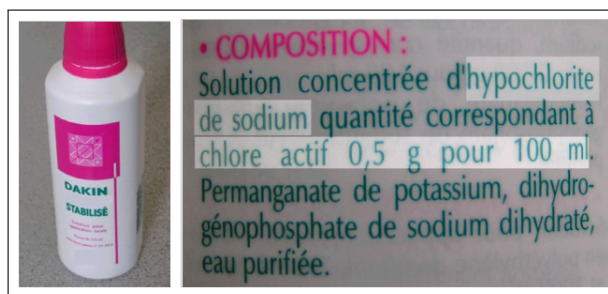 DAKIN
STABILISÉ
• COMPOSITION :
Solution concentrée d'hypochlorite
de sodium quantité correspondant à
chlore actif 0,5 g pour 100 ml.
Permanganate de potassium, dihydro-
génophosphate de sodium dihydraté,
eau purifiée.